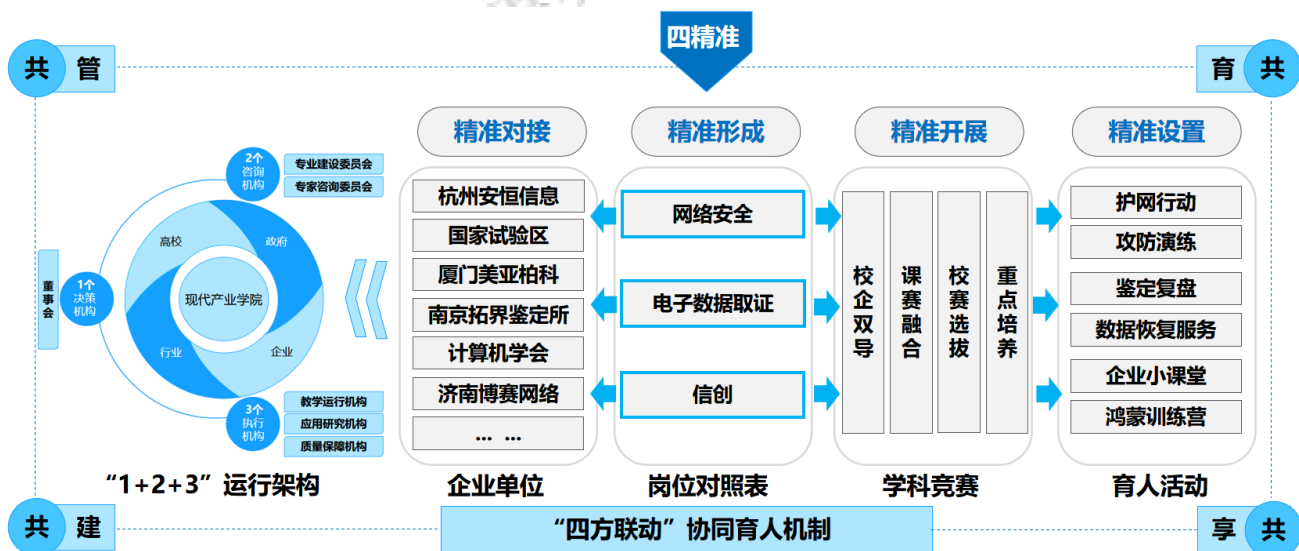 四精准
共 管
育 共
精准对接
精准形成
精准开展
精准设置
2个
咨询
机构
专业建设委员会
专家咨询委员会
高校
政府
现代产业学院
行业
企业
董事会
1个
决策
机构
3个
执行
机构
教学运行机构
应用研究机构
质量保障机构
杭州安恒信息
国家试验区
厦门美亚柏科
南京拓界鉴定所
计算机学会
济南博赛网络
... ...
网络安全
电子数据取证
信创
校企双导
课赛融合
校赛选拔
重点培养
护网行动
攻防演练
鉴定复盘
数据恢复服务
企业小课堂
鸿蒙训练营
“1+2+3”运行架构
企业单位
岗位对照表
学科竞赛
育人活动
共 建
“四方联动”协同育人机制
享 共